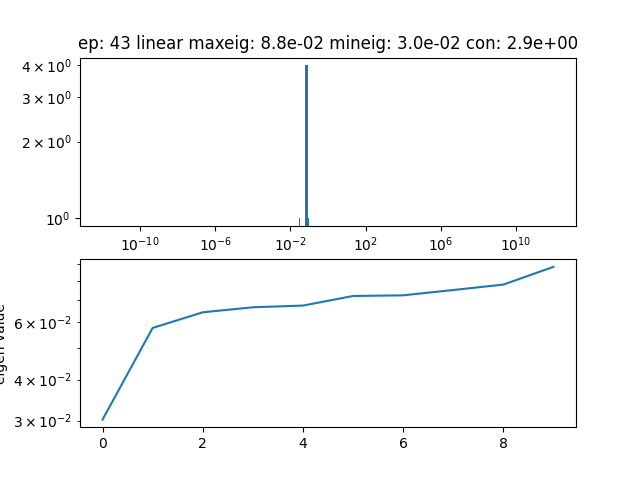 ep: 43 linear maxeig: 8.8e-02 mineig: 3.0e-02 con: 2.9e+00
4 × 10⁰
3 × 10⁰
2 × 10⁰
10⁰
10⁻¹⁰ 10⁻⁶ 10⁻² 10² 10⁶ 10¹⁰
eigen value
6 × 10⁻²
4 × 10⁻²
3 × 10⁻²
0 2 4 6 8